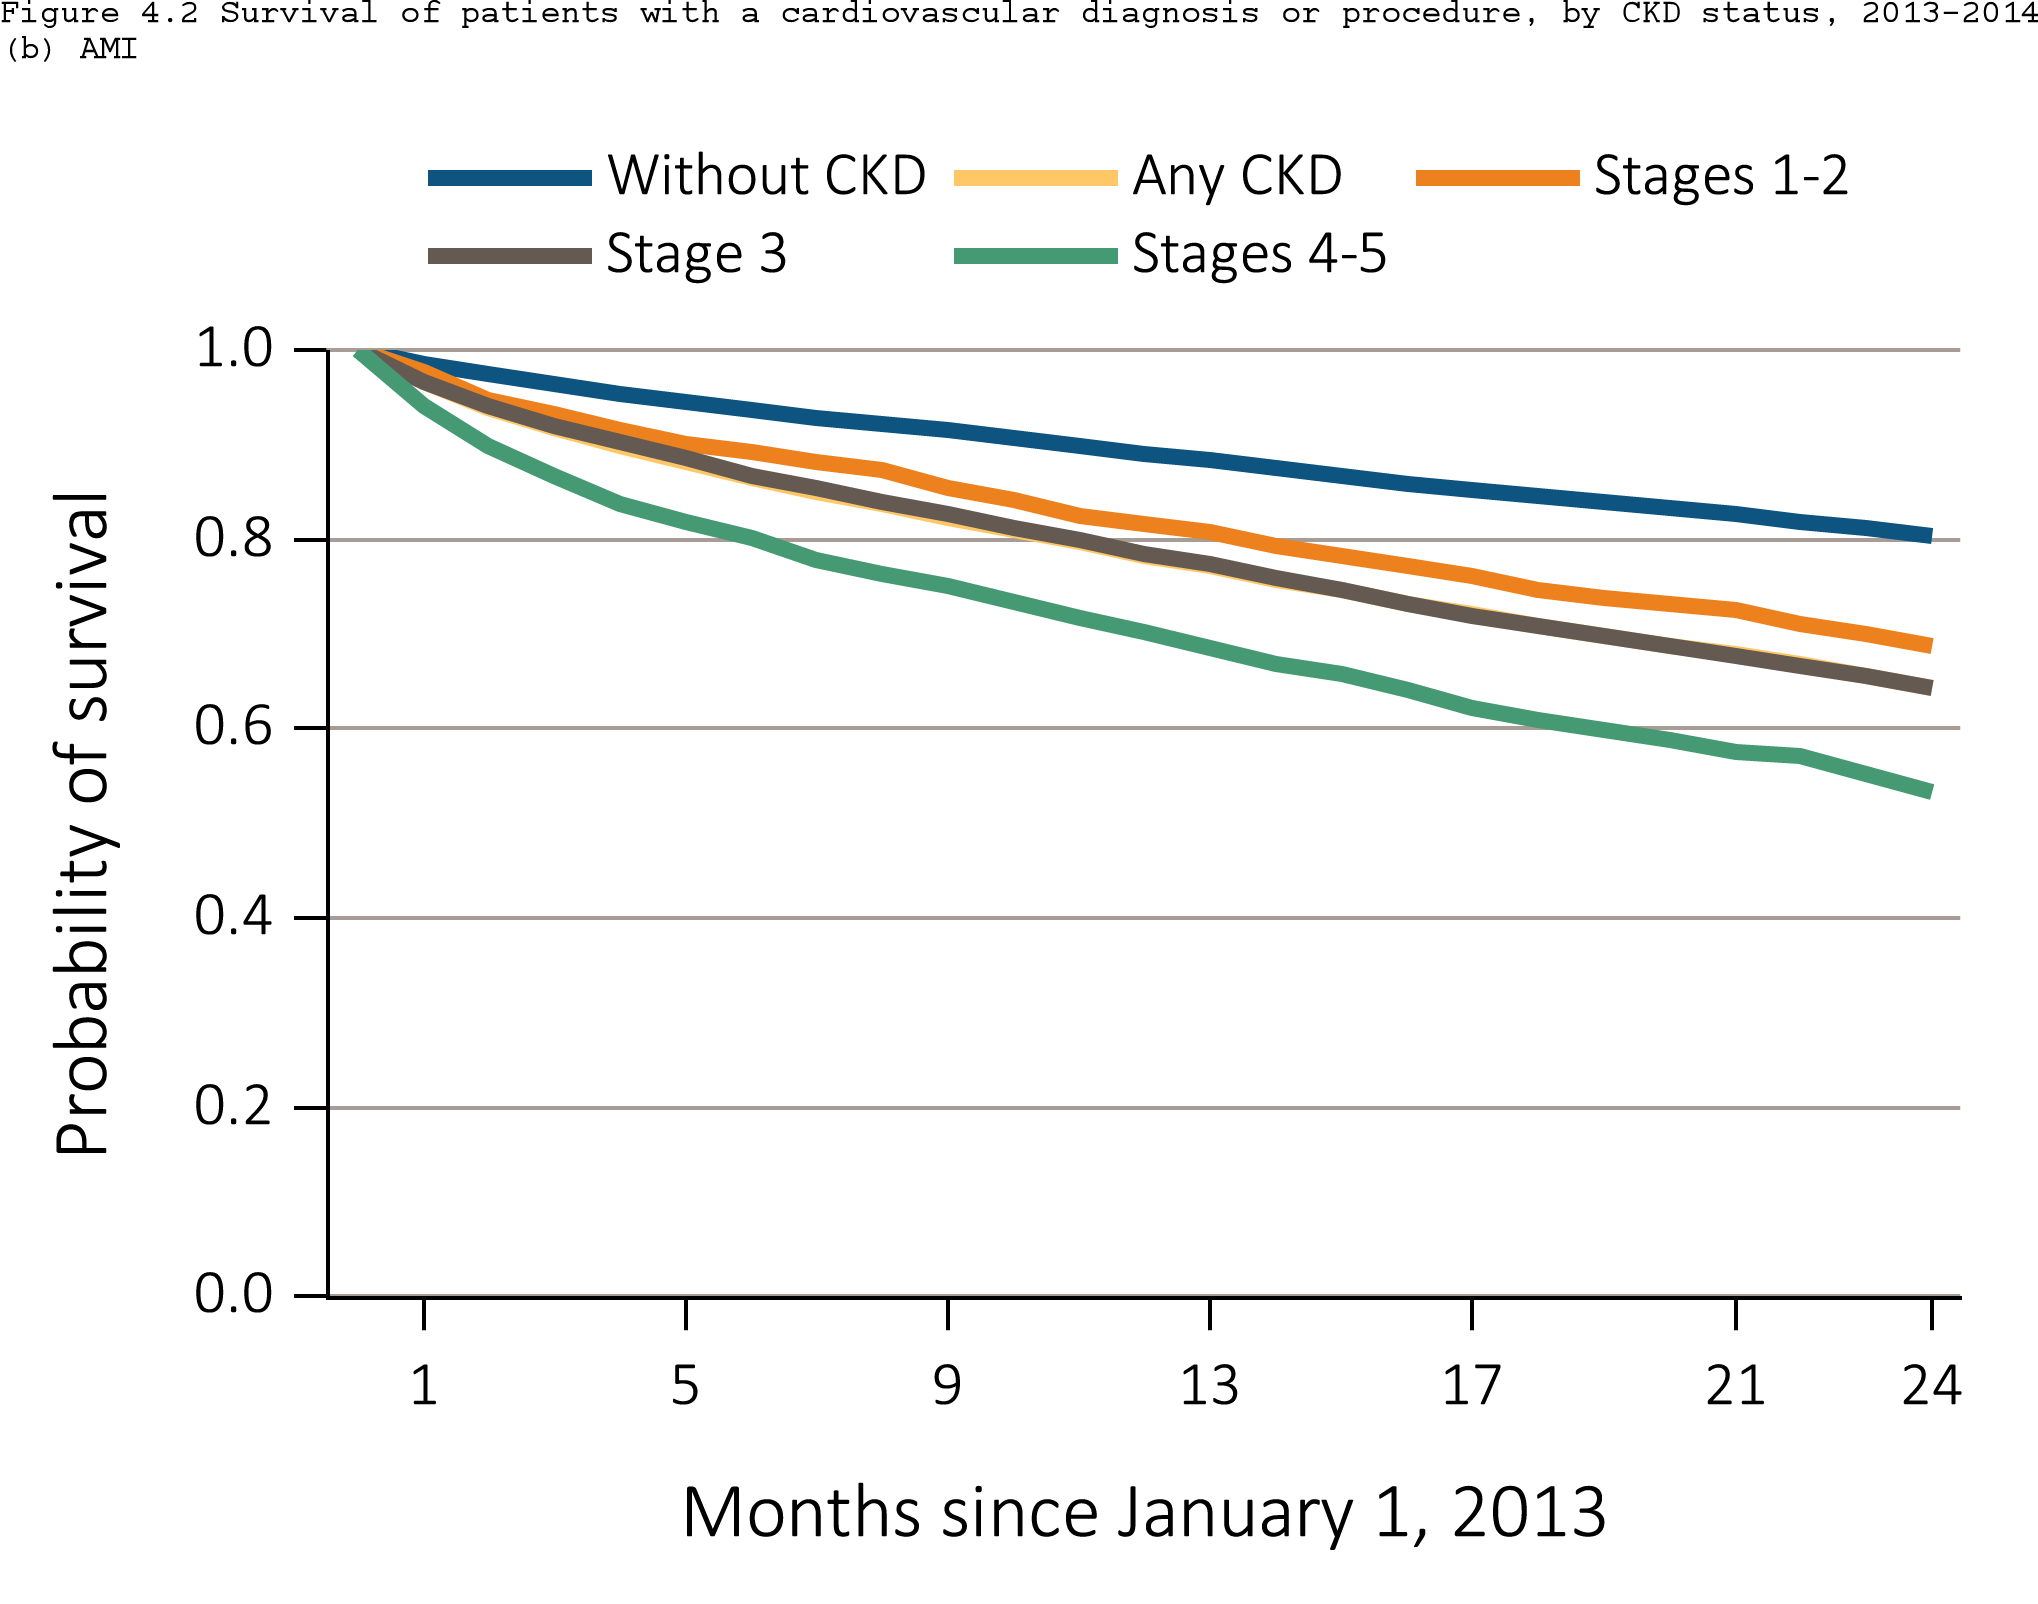 Figure 4.2 Survival of patients with a cardiovascular diagnosis or procedure, by CKD status, 2013-2014
(b) AMI
Without CKD Any CKD Stages 1-2
Stage 3 Stages 4-5
Probability of survival
1.0
0.8
0.6
0.4
0.2
0.0
1 5 9 13 17 21 24
Months since January 1, 2013